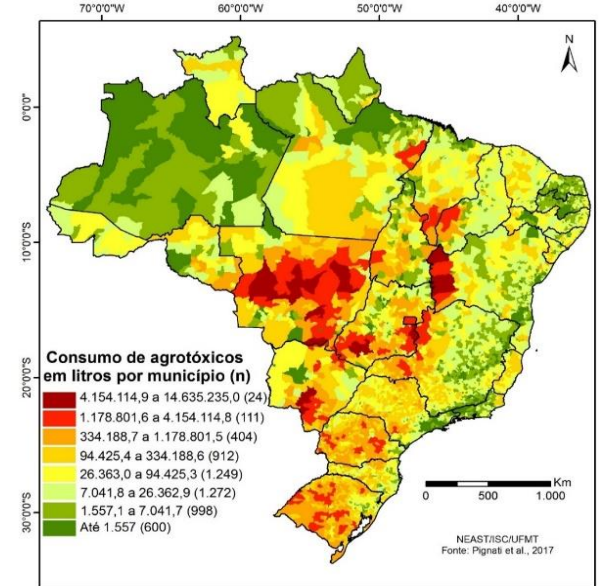 70°0'0"W 60°0'0"W 50°0'0"W 40°0'0"W
N
0°0'0"
10°0'0"S
20°0'0"S
30°0'0"S
Consumo de agrotóxicos
em litros por município (n)
4.154.114,9 a 14.635.235,0 (24)
1.178.801,6 a 4.154.114,8 (111)
334.188,7 a 1.178.801,5 (404)
94.425,4 a 334.188,6 (912)
26.363,0 a 94.425,3 (1.249)
7.041,8 a 26.362,9 (1.272)
1.557,1 a 7.041,7 (998)
Até 1.557 (600)
Km
0 500 1.000
NEAST/ISC/UFMT
Fonte: Pignati et al., 2017